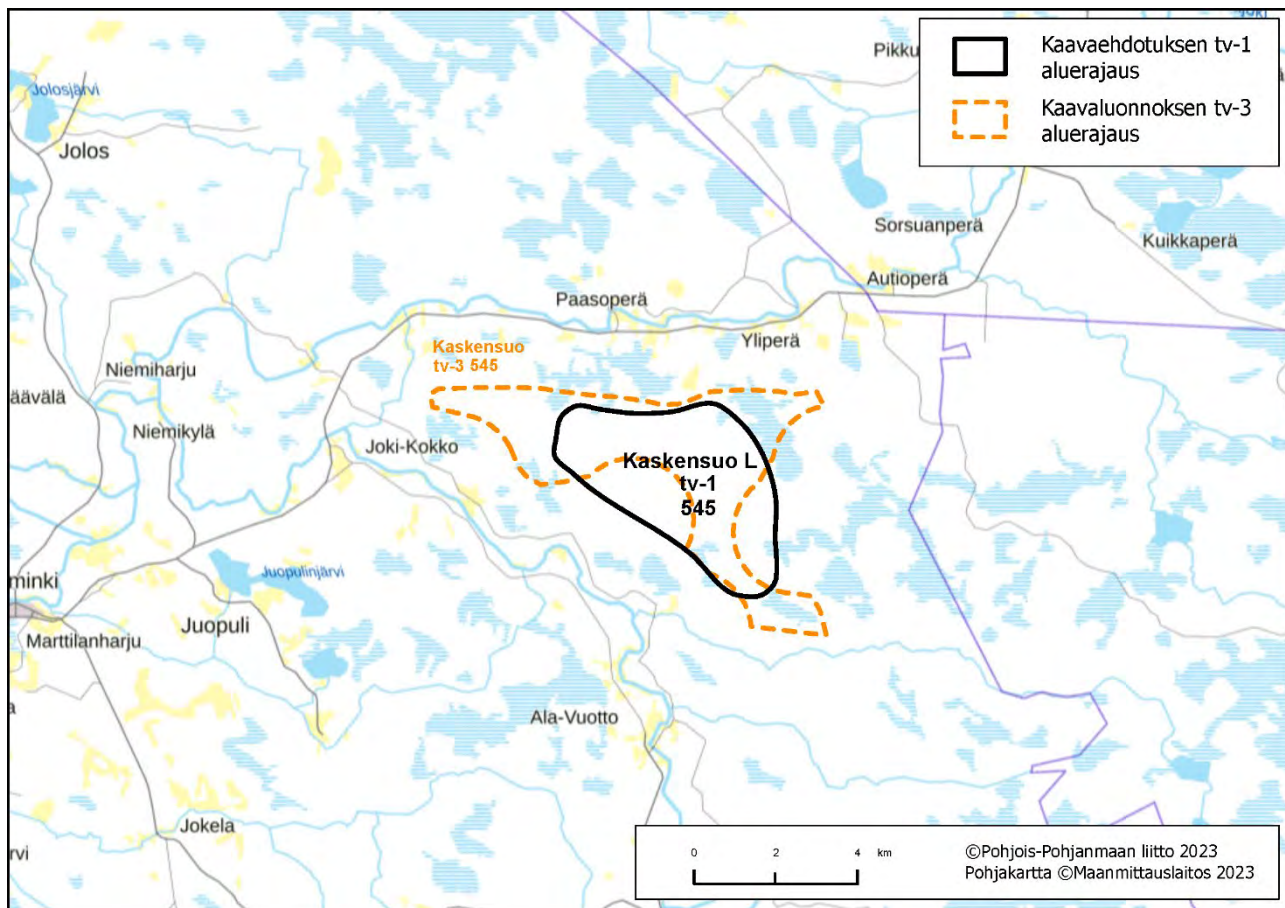 Joki
Pikku
Kaavaehdotuksen tv-1
aluerajaus
Kaavaluonnoksen tv-3
aluerajaus
Jolosjärvi
Jolos
Sorsuanperä
Kuikkaperä
Autioperä
Paasoperä
Yliperä
Kaskensuo
tv-3 545
Niemiharju
äävälä
Niemikylä
Joki-Kokko
Kaskensuo L
tv-1
545
Juopulinjärvi
minki
Juopuli
Marttilanharju
a
Ala-Vuotto
Jokela
rvi
0 2 4 km
©Pohjois-Pohjanmaan liitto 2023
Pohjakartta ©Maanmittauslaitos 2023